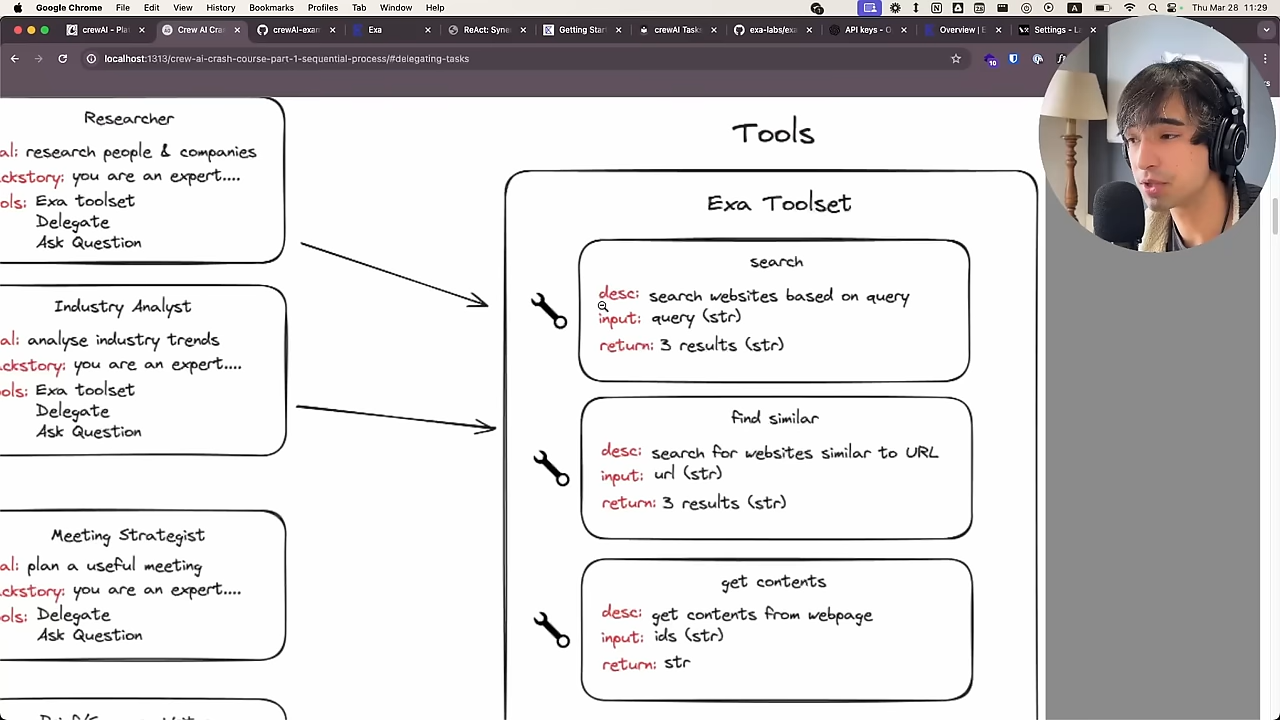 Google Chrome File Edit View History Bookmarks Profiles Tab Window Help
Thu Mar 28 11:29
crewAI - Pla
Crew AI Cra
crewAI-exam
Exa
ReAct: Syne
Getting Star
crewAI Task
exa-labs/exa
API keys - O
Overview | E
Settings - L
localhost:1313/crew-ai-crash-course-part-1-sequential-process/#delegating-tasks
10
Researcher
al: research people & companies
ckstory: you are an expert....
ols: Exa toolset
Delegate
Ask Question
Industry Analyst
al: analyse industry trends
ckstory: you are an expert....
ols: Exa toolset
Delegate
Ask Question
Meeting Strategist
al: plan a useful meeting
ckstory: you are an expert....
ols: Delegate
Ask Question
Tools
Exa Toolset
search
desc: search websites based on query
input: query (str)
return: 3 results (str)
find similar
desc: search for websites similar to URL
input: url (str)
return: 3 results (str)
get contents
desc: get contents from webpage
input: ids (str)
return: str